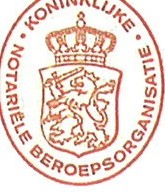 KONINKLIJKE • NOTARIËLE BEROEPSORGANISATIE •